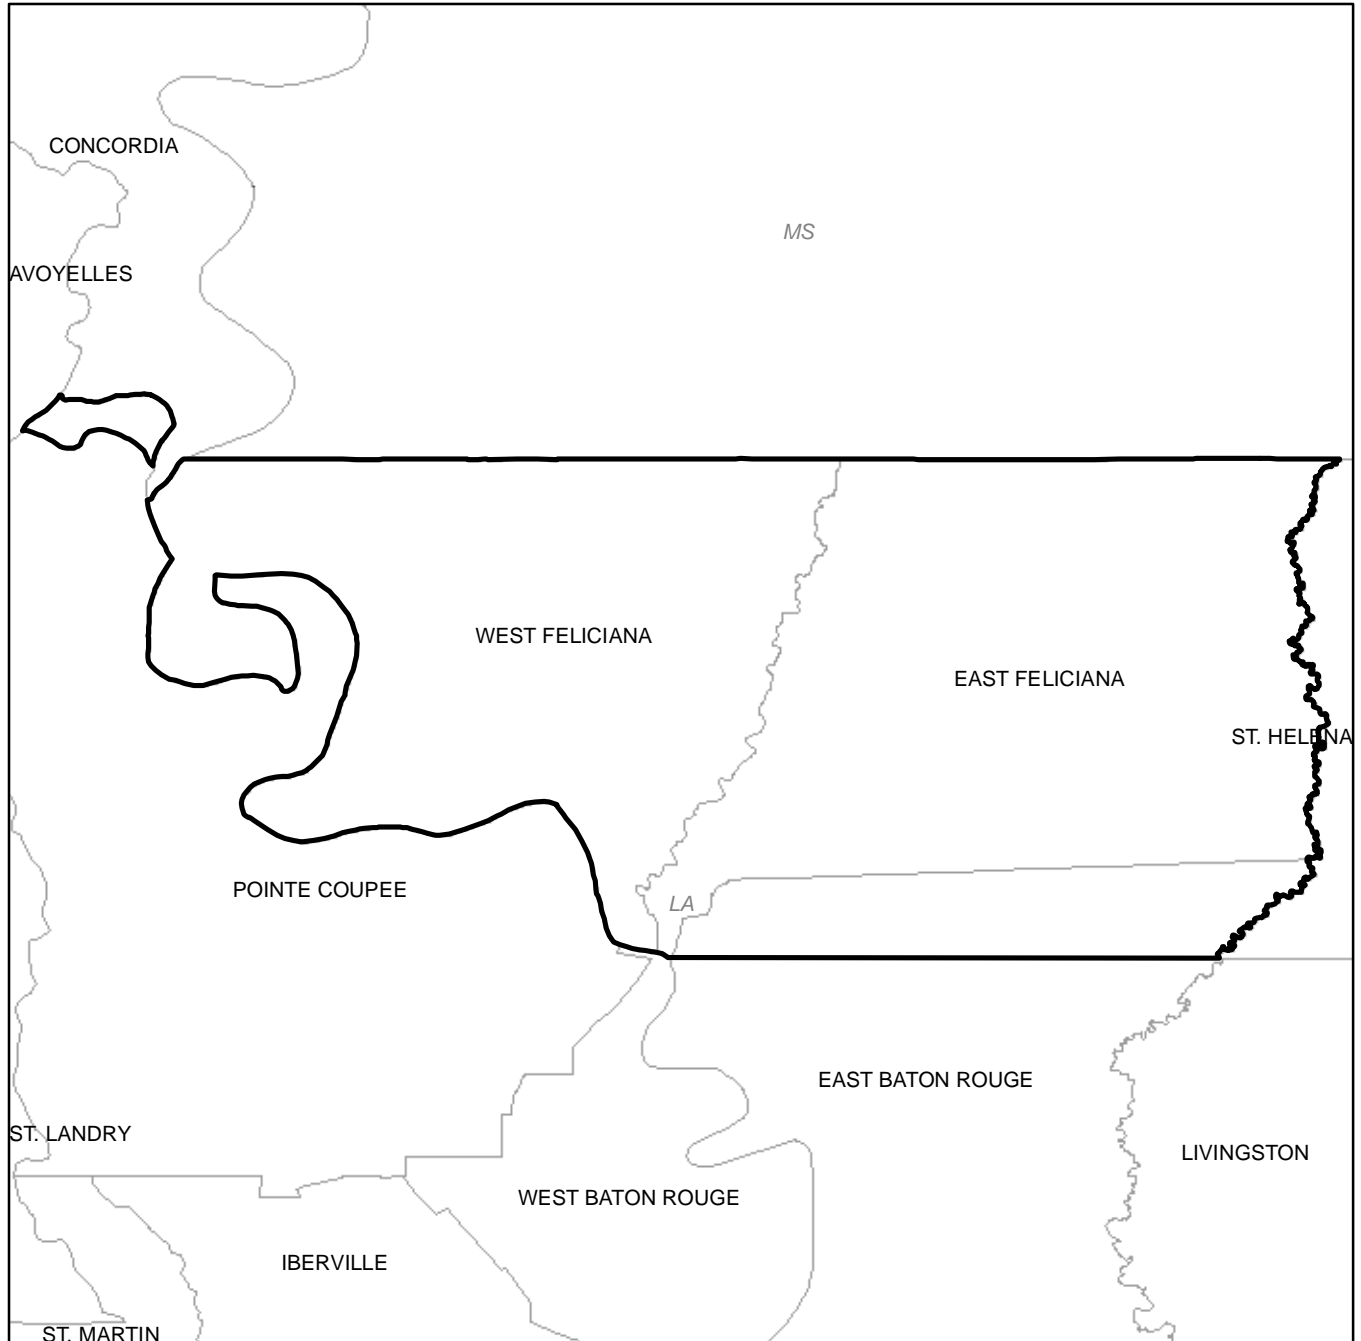 CONCORDIA
MS
AVOYELLES
WEST FELICIANA
EAST FELICIANA
ST. HELENA
POINTE COUPEE
LA
EAST BATON ROUGE
ST. LANDRY
LIVINGSTON
WEST BATON ROUGE
IBERVILLE
ST. MARTIN